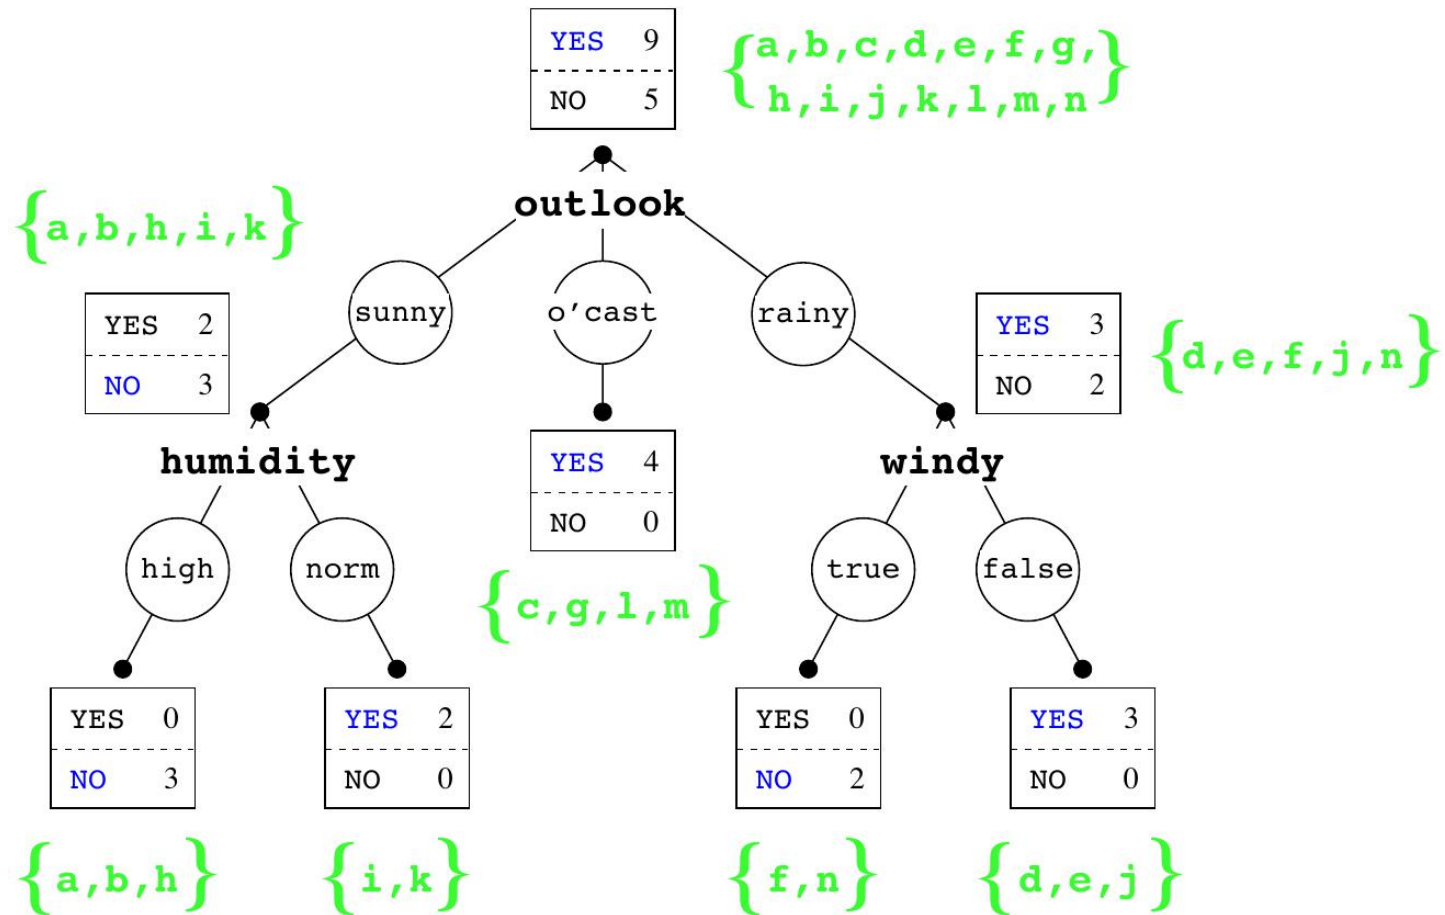 YES 9
NO 5
{a,b,c,d,e,f,g,
h,i,j,k,l,m,n}
outlook
{a,b,h,i,k}
sunny
o'cast
rainy
YES 2
NO 3
YES 3
NO 2
{d,e,f,j,n}
humidity
YES 4
NO 0
windy
high
norm
{c,g,l,m}
true
false
YES 0
NO 3
YES 2
NO 0
YES 0
NO 2
YES 3
NO 0
{a,b,h}
{i,k}
{f,n}
{d,e,j}